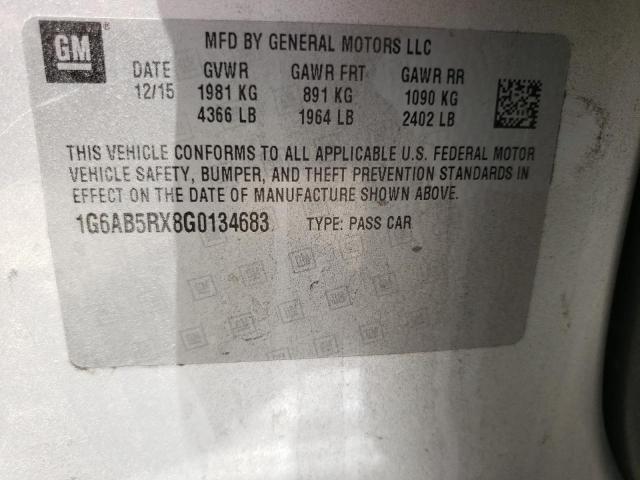 GM ® MFD BY GENERAL MOTORS LLC
DATE GVWR GAWR FRT GAWR RR
12/15 1981 KG 891 KG 1090 KG
4366 LB 1964 LB 2402 LB
THIS VEHICLE CONFORMS TO ALL APPLICABLE U.S. FEDERAL MOTOR
VEHICLE SAFETY, BUMPER, AND THEFT PREVENTION STANDARDS IN
EFFECT ON THE DATE OF MANUFACTURE SHOWN ABOVE.
1G6AB5RX8G0134683 TYPE: PASS CAR